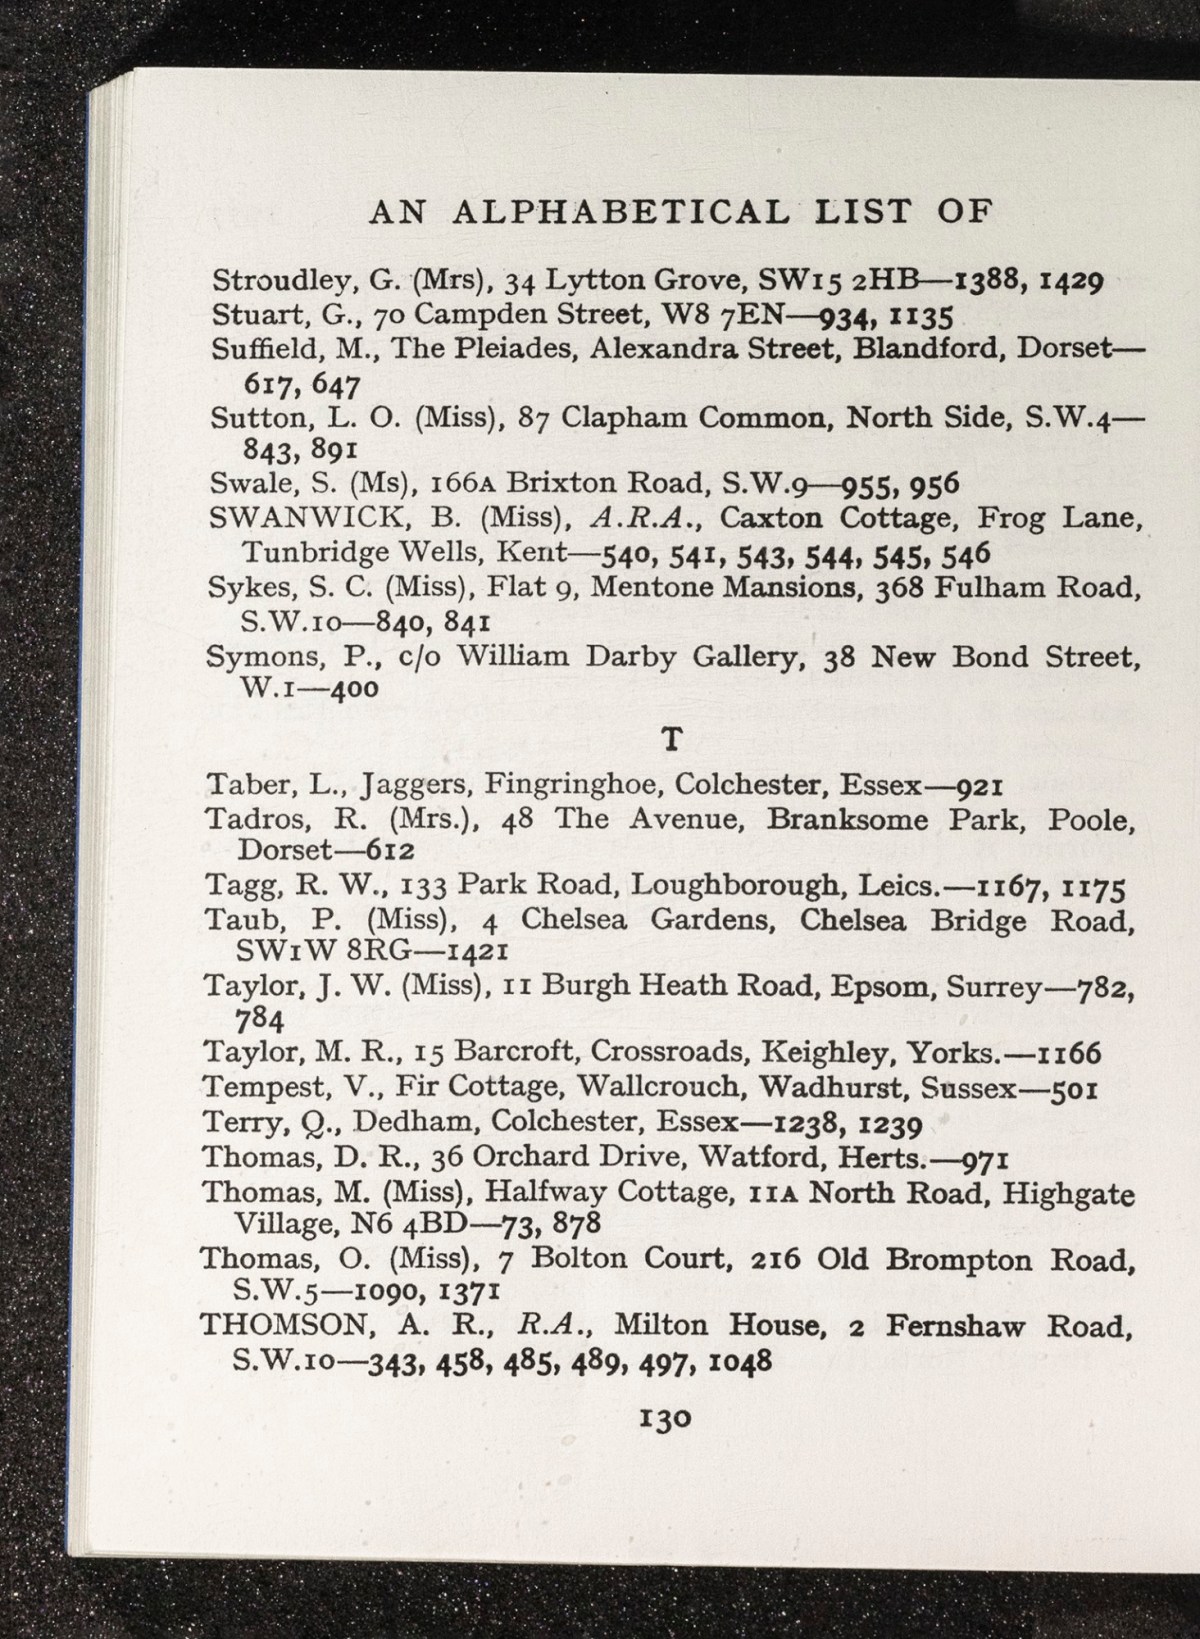 AN ALPHABETICAL LIST OF
Stroudley, G. (Mrs), 34 Lytton Grove, SW15 2HB—1388, 1429
Stuart, G., 70 Campden Street, W8 7EN—934, 1135
Suffield, M., The Pleiades, Alexandra Street, Blandford, Dorset—
617, 647
Sutton, L. O. (Miss), 87 Clapham Common, North Side, S.W.4—
843, 891
Swale, S. (Ms), 166A Brixton Road, S.W.9—955, 956
SWANWICK, B. (Miss), A.R.A., Caxton Cottage, Frog Lane,
Tunbridge Wells, Kent—540, 541, 543, 544, 545, 546
Sykes, S. C. (Miss), Flat 9, Mentone Mansions, 368 Fulham Road,
S.W.10—840, 841
Symons, P., c/o William Darby Gallery, 38 New Bond Street,
W.1—400
T
Taber, L., Jaggers, Fingringhoe, Colchester, Essex—921
Tadros, R. (Mrs.), 48 The Avenue, Branksome Park, Poole,
Dorset—612
Tagg, R. W., 133 Park Road, Loughborough, Leics.—1167, 1175
Taub, P. (Miss), 4 Chelsea Gardens, Chelsea Bridge Road,
SW1W 8RG—1421
Taylor, J. W. (Miss), 11 Burgh Heath Road, Epsom, Surrey—782,
784
Taylor, M. R., 15 Barcroft, Crossroads, Keighley, Yorks.—1166
Tempest, V., Fir Cottage, Wallcrouch, Wadhurst, Sussex—501
Terry, Q., Dedham, Colchester, Essex—1238, 1239
Thomas, D. R., 36 Orchard Drive, Watford, Herts.—971
Thomas, M. (Miss), Halfway Cottage, 11A North Road, Highgate
Village, N6 4BD—73, 878
Thomas, O. (Miss), 7 Bolton Court, 216 Old Brompton Road,
S.W.5—1090, 1371
THOMSON, A. R., R.A., Milton House, 2 Fernshaw Road,
S.W.10—343, 458, 485, 489, 497, 1048
130